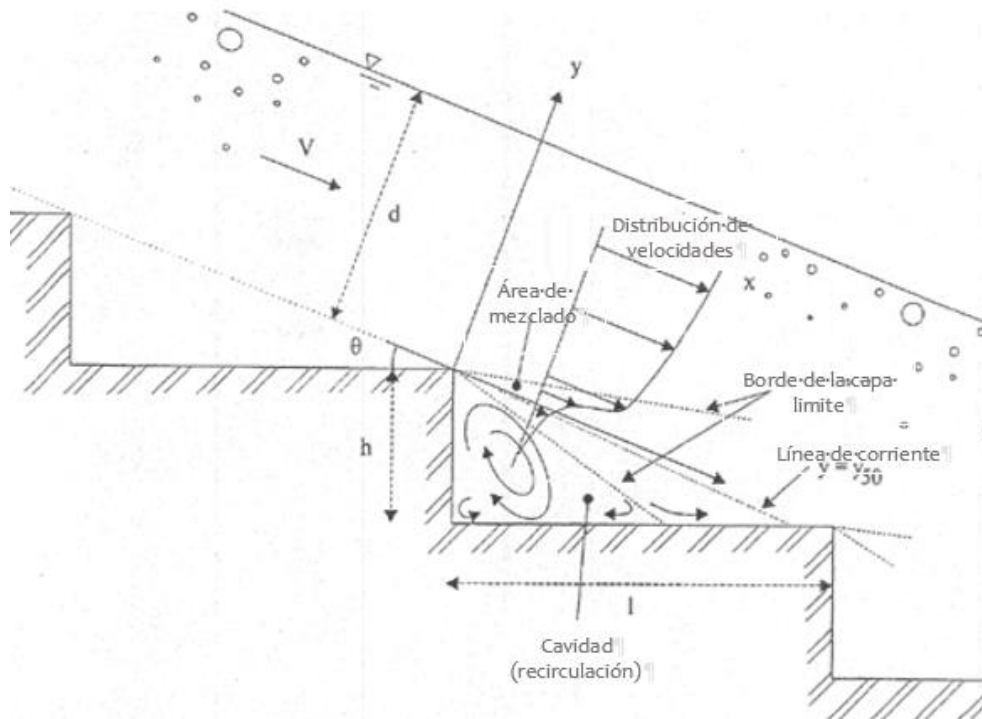 y
V
d
Distribución·de·
velocidades¶
x
Área·de·
mezclado¶
θ
Borde·de·la·capa·
limite¶
h
Línea·de·corriente¶
y = y50
l
Cavidad¶
(recirculación)¶